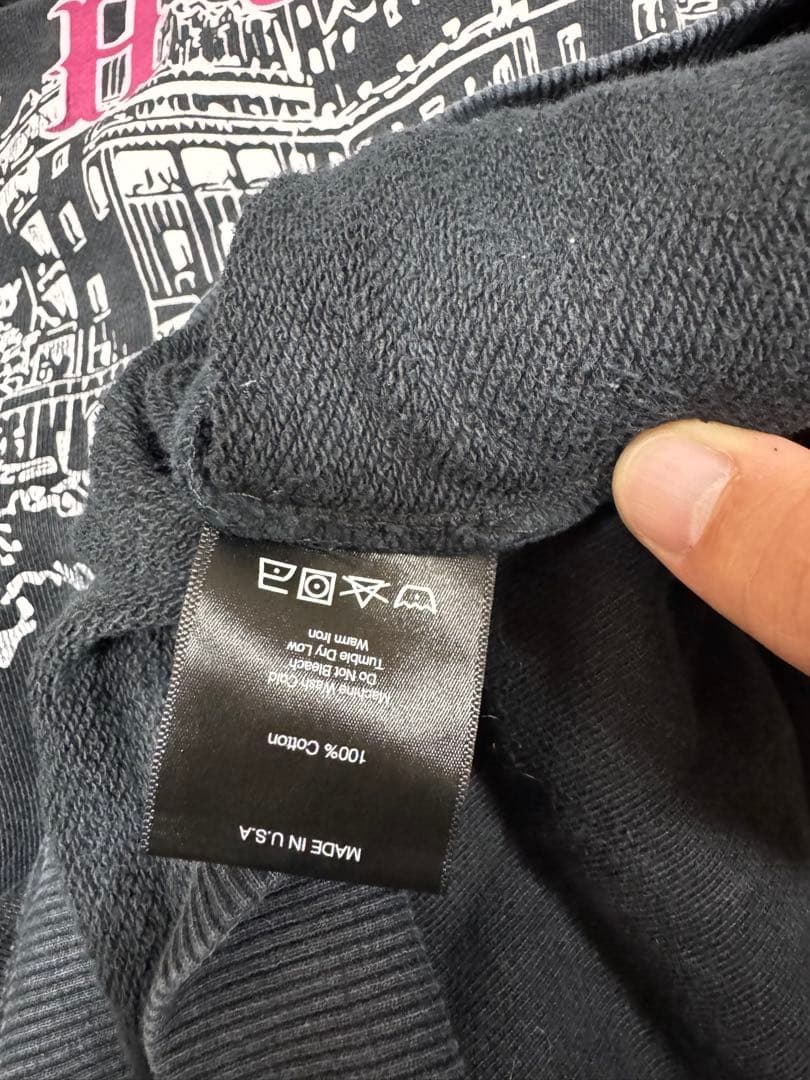 H
MADE IN U.S.A
100% Cotton
Machine Wash Cold
Do Not Bleach
Tumble Dry Low
Warm Iron